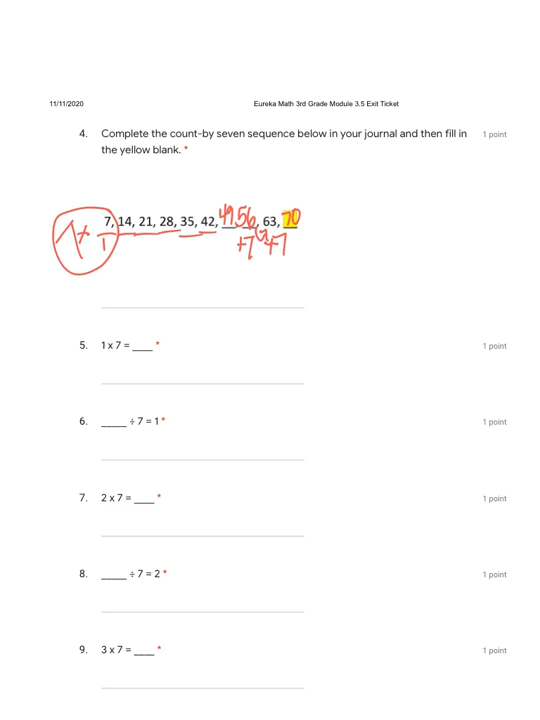 11/11/2020 Eureka Math 3rd Grade Module 3.5 Exit Ticket
4. Complete the count-by seven sequence below in your journal and then fill in 1 point
the yellow blank. *
7, 14, 21, 28, 35, 42, 49, 56, 63, 70
+7 +7
5. 1 x 7 = ____ * 1 point
6. _____ ÷ 7 = 1 * 1 point
7. 2 x 7 = ____ * 1 point
8. _____ ÷ 7 = 2 * 1 point
9. 3 x 7 = ____ * 1 point